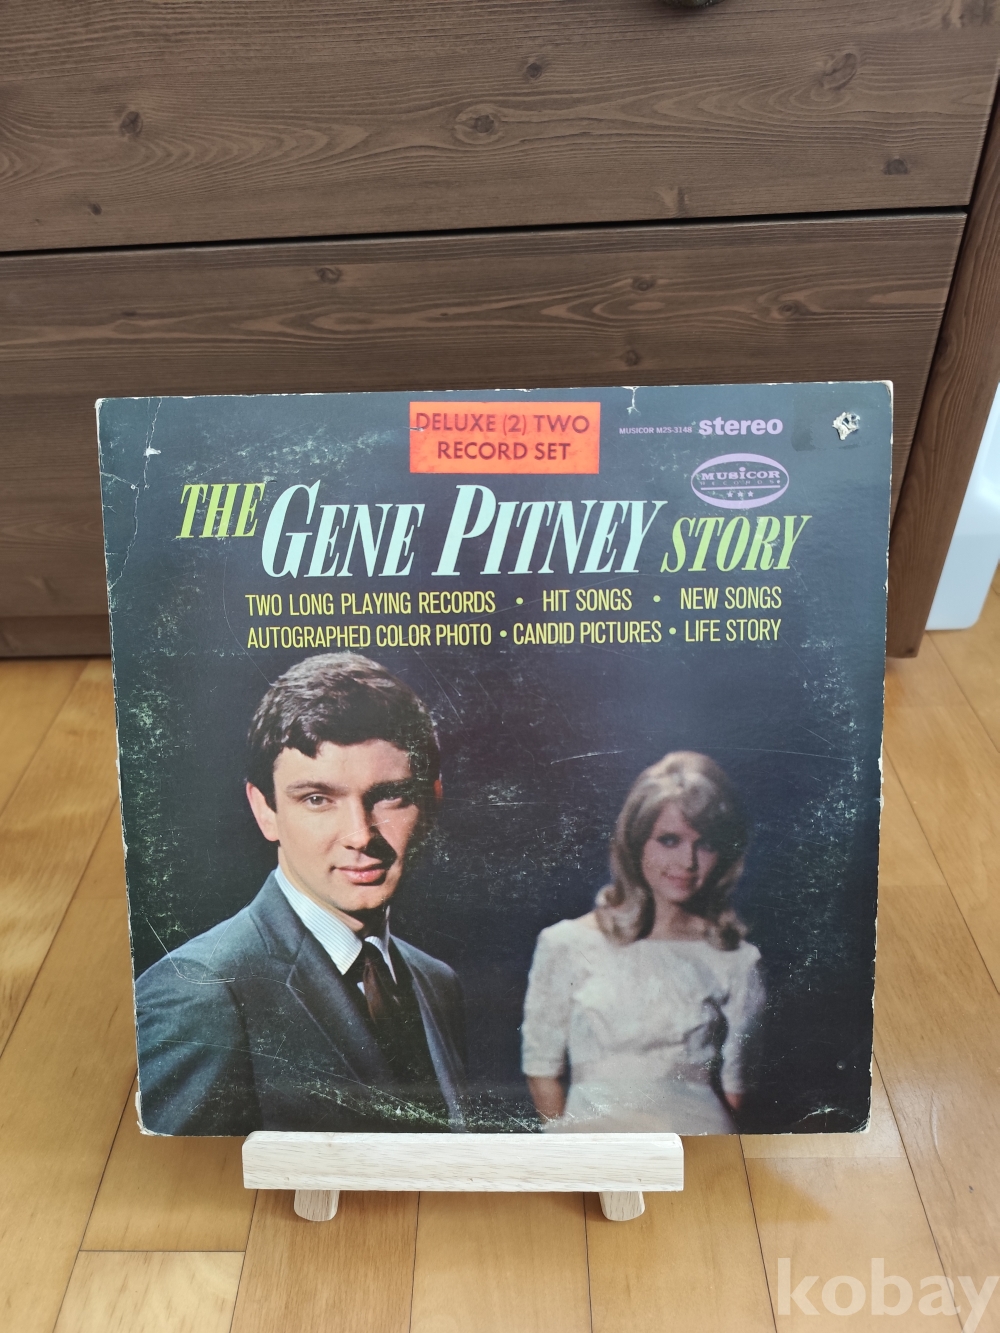 DELUXE (2) TWO
RECORD SET
MUSICOR M2S-3148 stereo
MUSICOR
RECORDS
THE GENE PITNEY STORY
TWO LONG PLAYING RECORDS • HIT SONGS • NEW SONGS
AUTOGRAPHED COLOR PHOTO • CANDID PICTURES • LIFE STORY
kobay